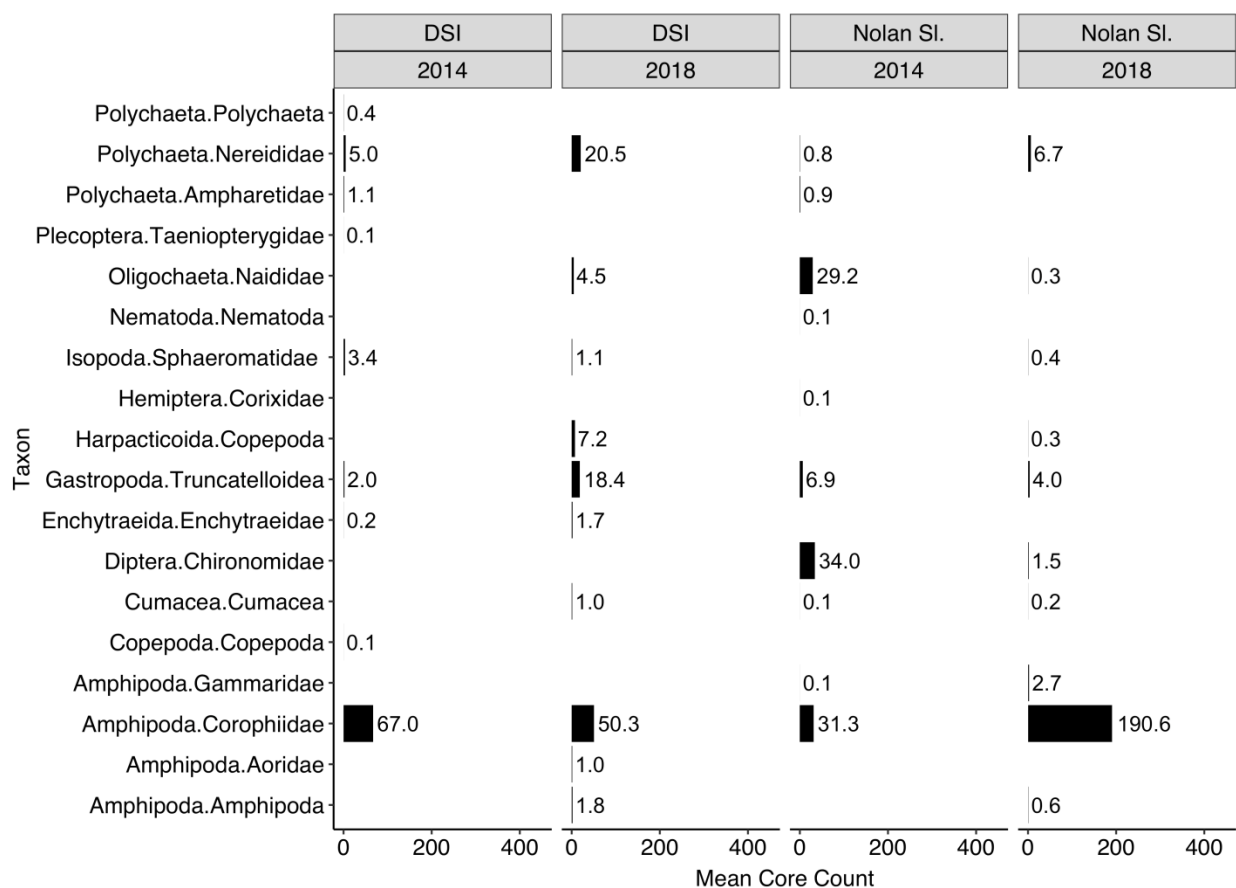 DSI DSI Nolan Sl. Nolan Sl.
2014 2018 2014 2018
Polychaeta.Polychaeta 0.4
Polychaeta.Nereididae 5.0 20.5 0.8 6.7
Polychaeta.Ampharetidae 1.1 0.9
Plecoptera.Taeniopterygidae 0.1
Oligochaeta.Naididae 4.5 29.2 0.3
Nematoda.Nematoda 0.1
Isopoda.Sphaeromatidae 3.4 1.1 0.4
Hemiptera.Corixidae 0.1
Harpacticoida.Copepoda 7.2 0.3
Gastropoda.Truncatelloidea 2.0 18.4 6.9 4.0
Enchytraeida.Enchytraeidae 0.2 1.7
Diptera.Chironomidae 34.0 1.5
Cumacea.Cumacea 1.0 0.1 0.2
Copepoda.Copepoda 0.1
Amphipoda.Gammaridae 0.1 2.7
Amphipoda.Corophiidae 67.0 50.3 31.3 190.6
Amphipoda.Aoridae 1.0
Amphipoda.Amphipoda 1.8 0.6
Taxon
0 200 400 0 200 400 0 200 400 0 200 400
Mean Core Count